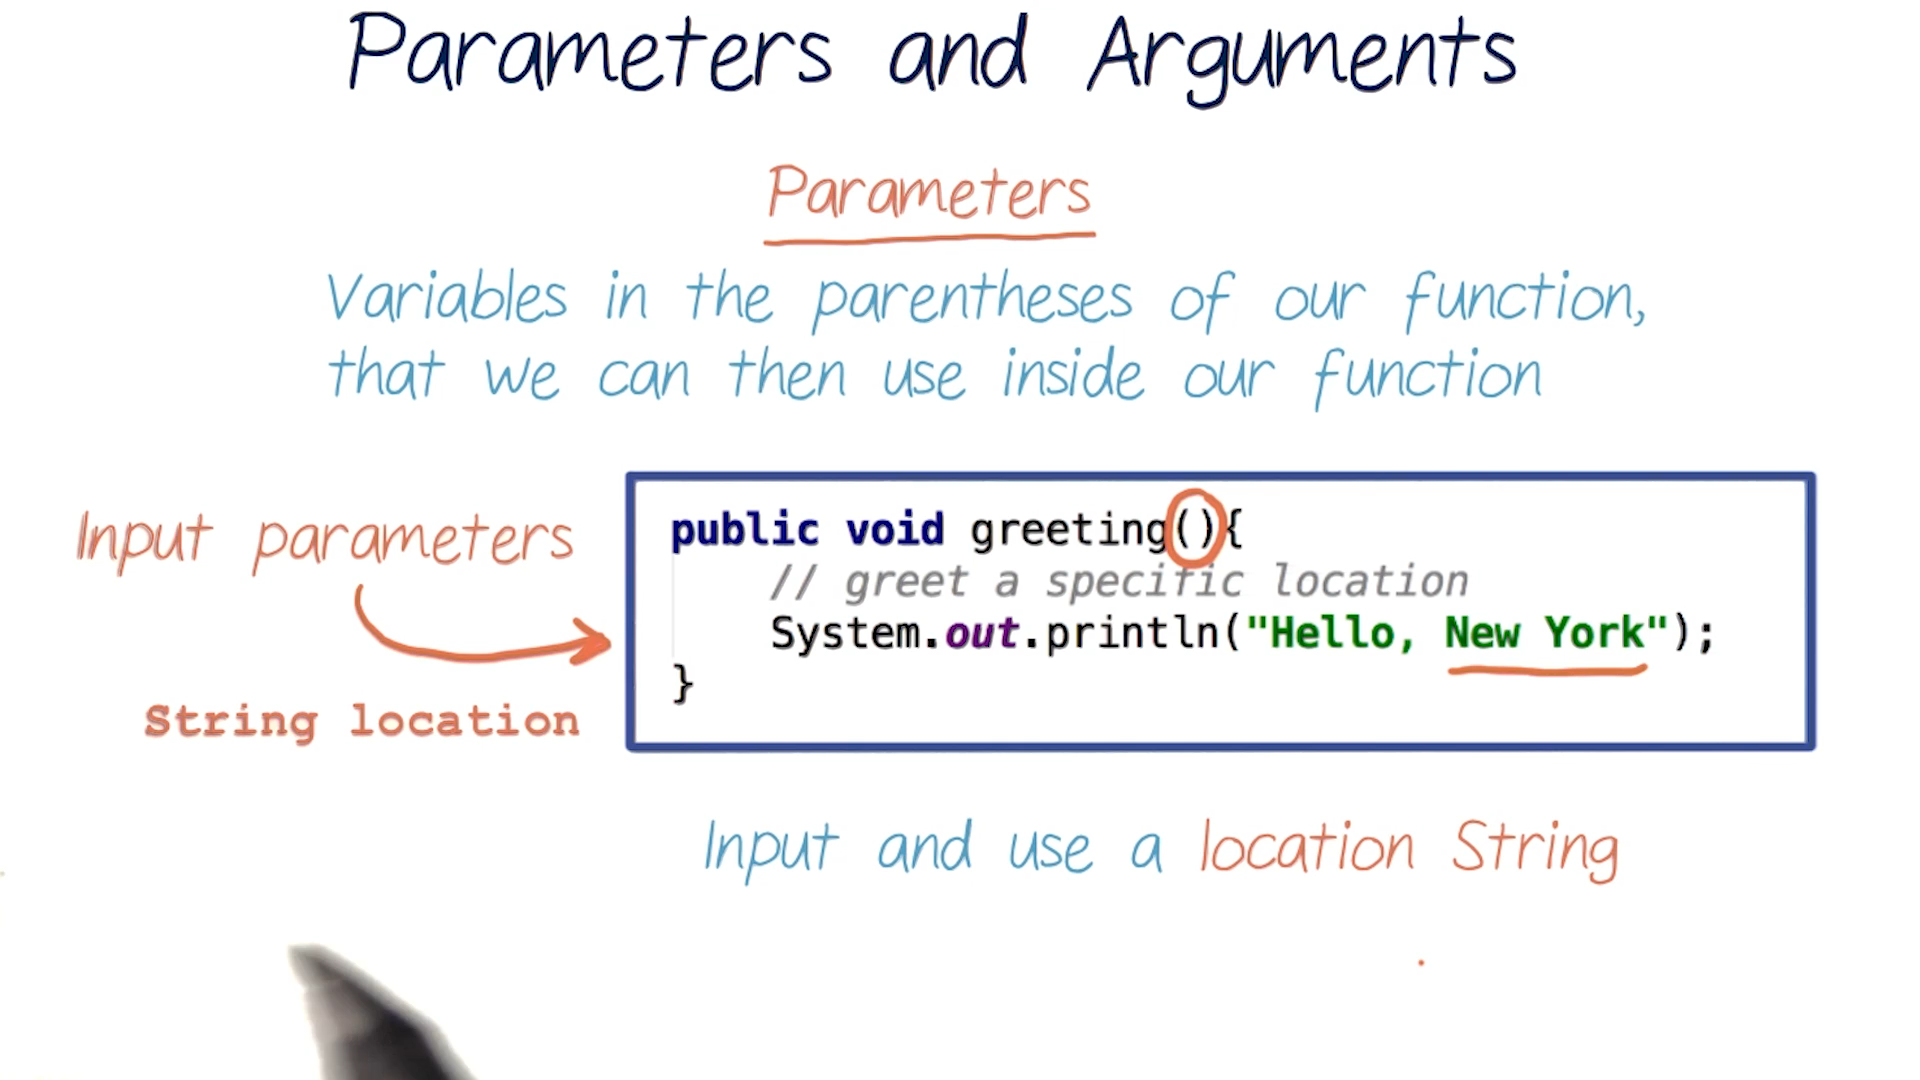 Parameters and Arguments
Parameters
Variables in the parentheses of our function,
that we can then use inside our function
Input parameters
String location
public void greeting(){
// greet a specific location
System.out.println("Hello, New York");
}
Input and use a location String